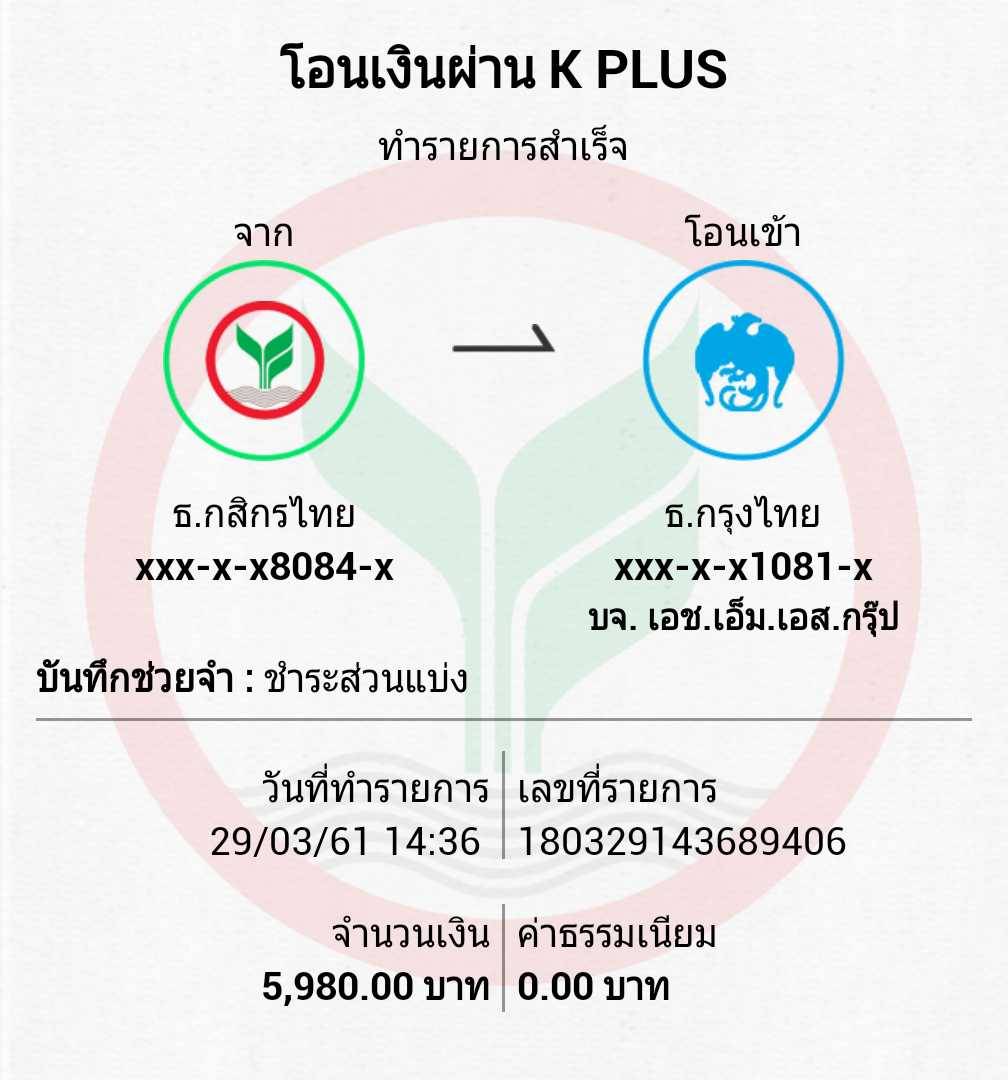 โอนเงินผ่าน K PLUS
ทำรายการสำเร็จ
จาก
โอนเข้า
ธ.กสิกรไทย
xxx-x-x8084-x
ธ.กรุงไทย
xxx-x-x1081-x
บจ. เอช.เอ็ม.เอส.กรุ๊ป
บันทึกช่วยจำ : ชำระส่วนแบ่ง
วันที่ทำรายการ
29/03/61 14:36
เลขที่รายการ
180329143689406
จำนวนเงิน
5,980.00 บาท
ค่าธรรมเนียม
0.00 บาท